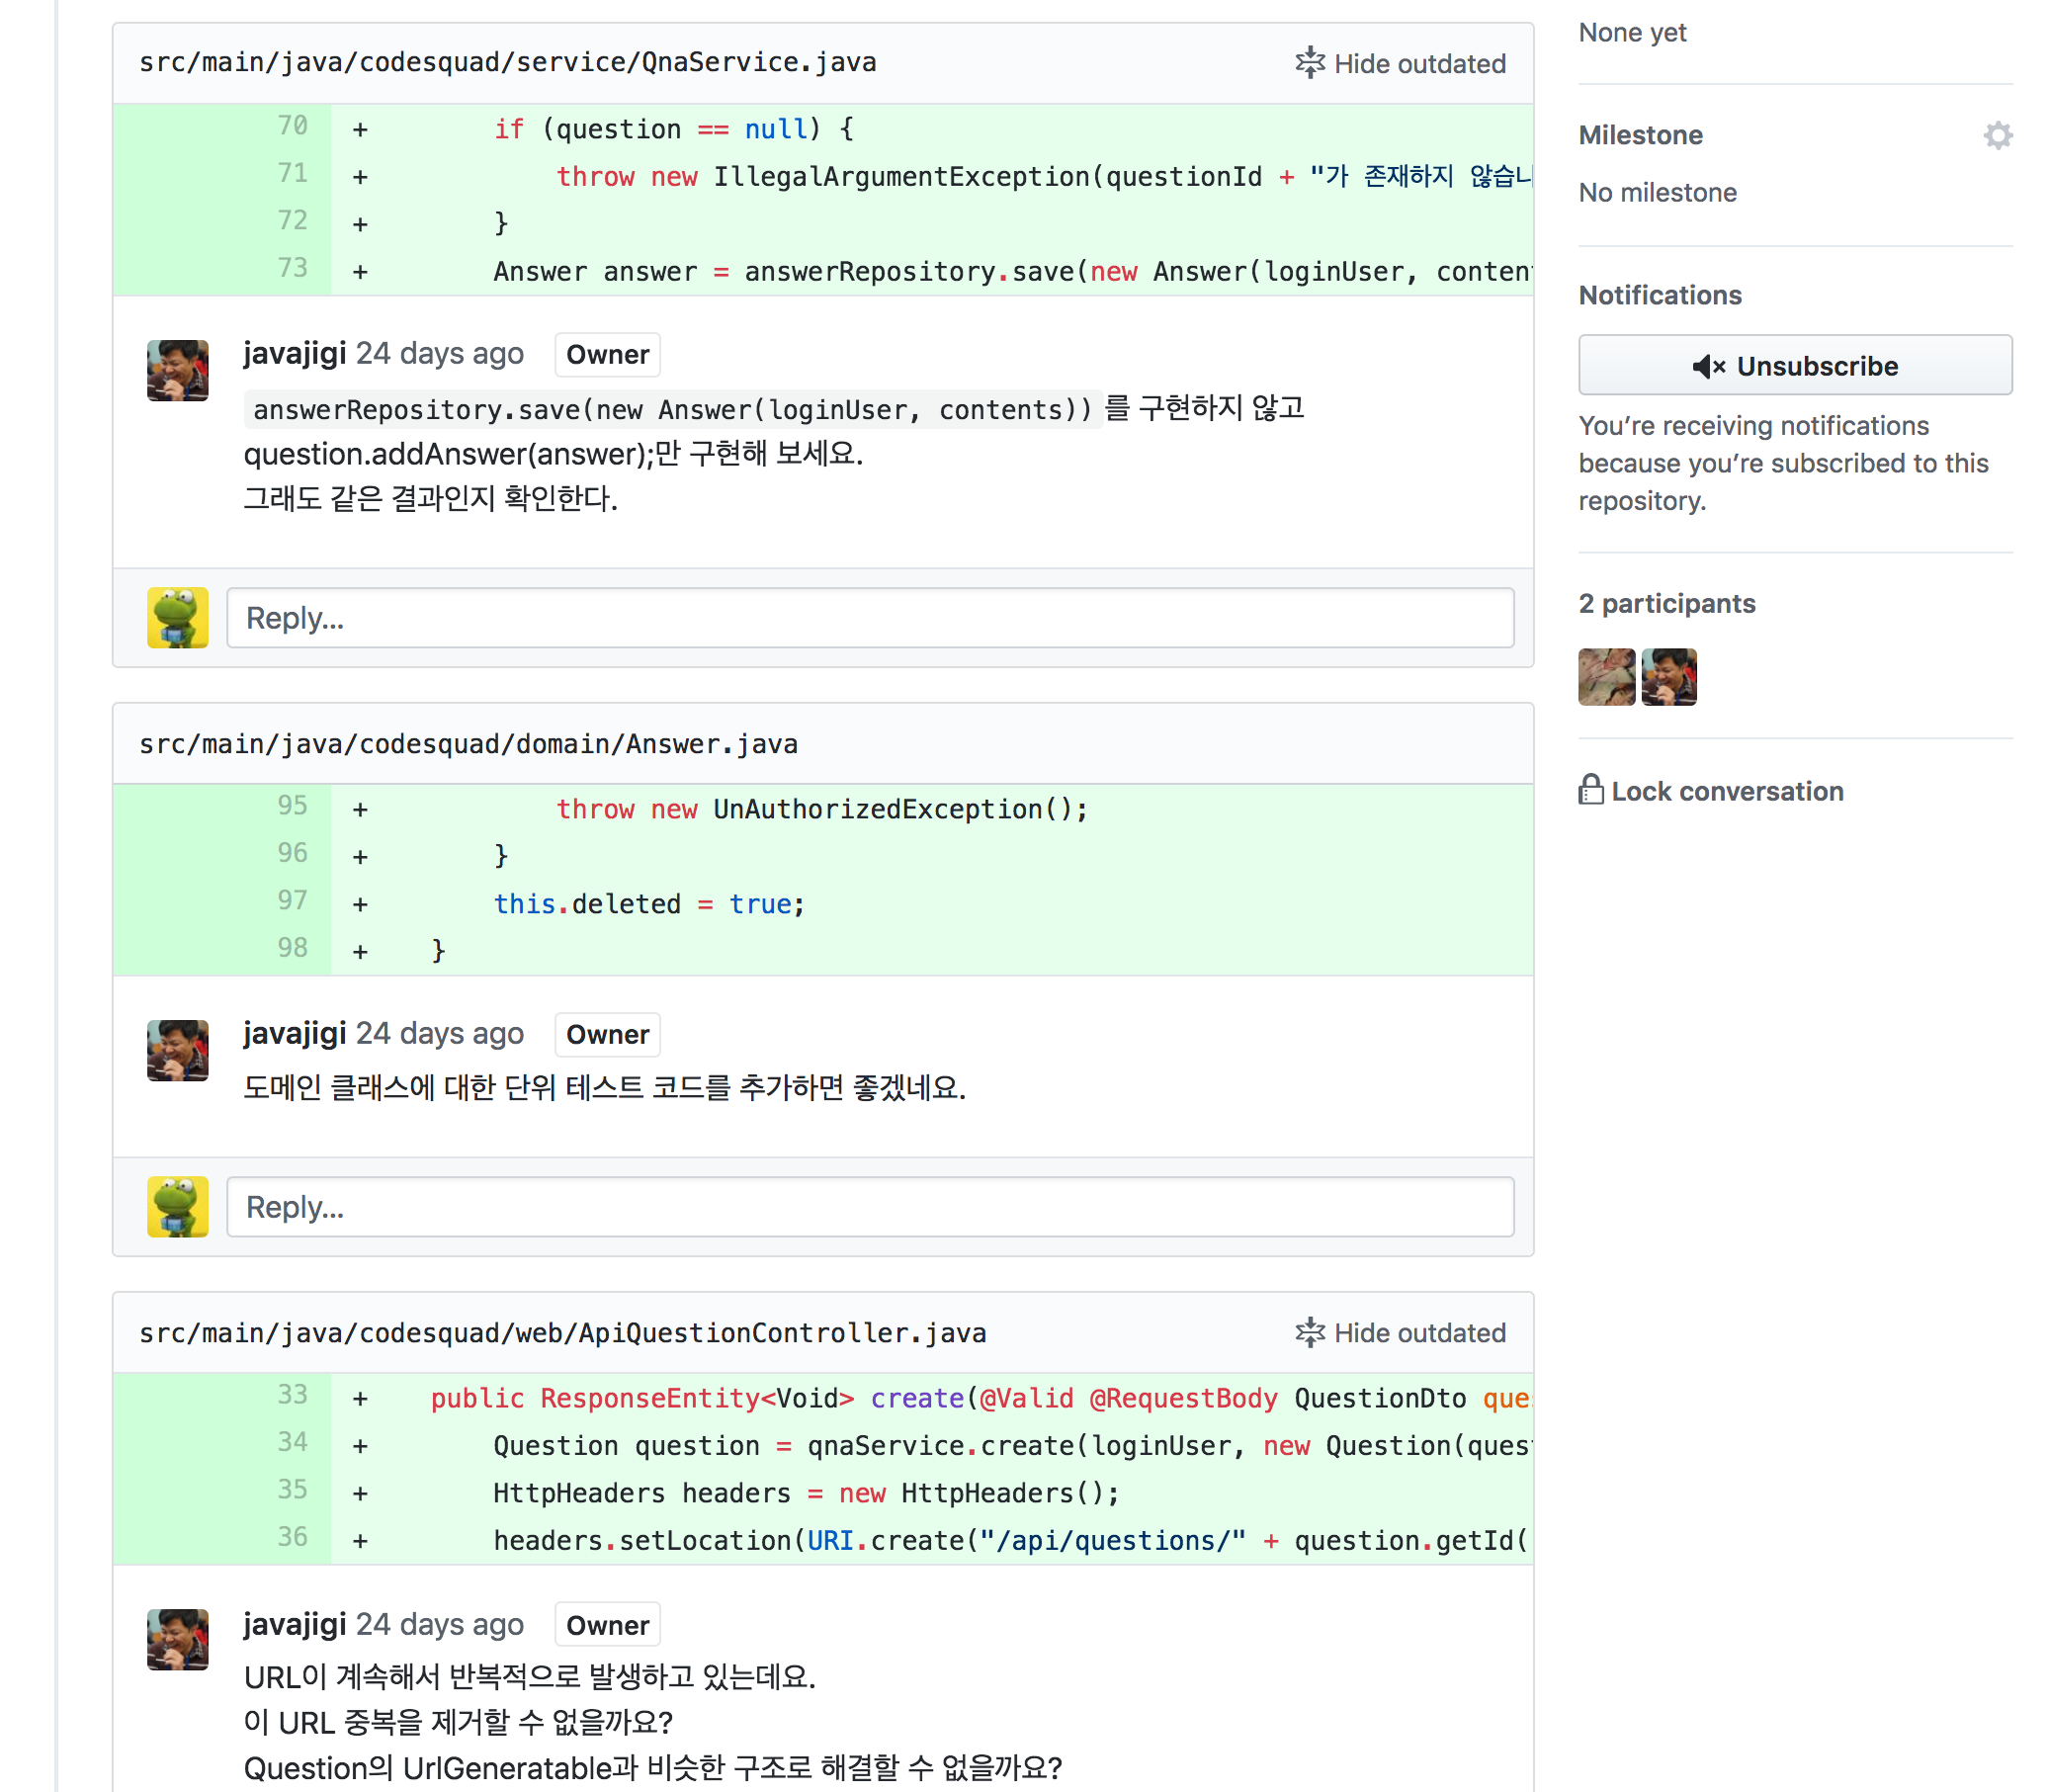 src/main/java/codesquad/service/QnaService.java
Hide outdated
70 + if (question == null) {
71 + throw new IllegalArgumentException(questionId + "가 존재하지 않습니
72 + }
73 + Answer answer = answerRepository.save(new Answer(loginUser, conten
javajigi 24 days ago Owner
answerRepository.save(new Answer(loginUser, contents))를 구현하지 않고
question.addAnswer(answer);만 구현해 보세요.
그래도 같은 결과인지 확인한다.
Reply...
src/main/java/codesquad/domain/Answer.java
95 + throw new UnAuthorizedException();
96 + }
97 + this.deleted = true;
98 + }
javajigi 24 days ago Owner
도메인 클래스에 대한 단위 테스트 코드를 추가하면 좋겠네요.
Reply...
src/main/java/codesquad/web/ApiQuestionController.java
Hide outdated
33 + public ResponseEntity<Void> create(@Valid @RequestBody QuestionDto ques
34 + Question question = qnaService.create(loginUser, new Question(quest
35 + HttpHeaders headers = new HttpHeaders();
36 + headers.setLocation(URI.create("/api/questions/" + question.getId(
javajigi 24 days ago Owner
URL이 계속해서 반복적으로 발생하고 있는데요.
이 URL 중복을 제거할 수 없을까요?
Question의 UrlGeneratable과 비슷한 구조로 해결할 수 없을까요?
None yet
Milestone
No milestone
Notifications
Unsubscribe
You’re receiving notifications
because you’re subscribed to this
repository.
2 participants
Lock conversation